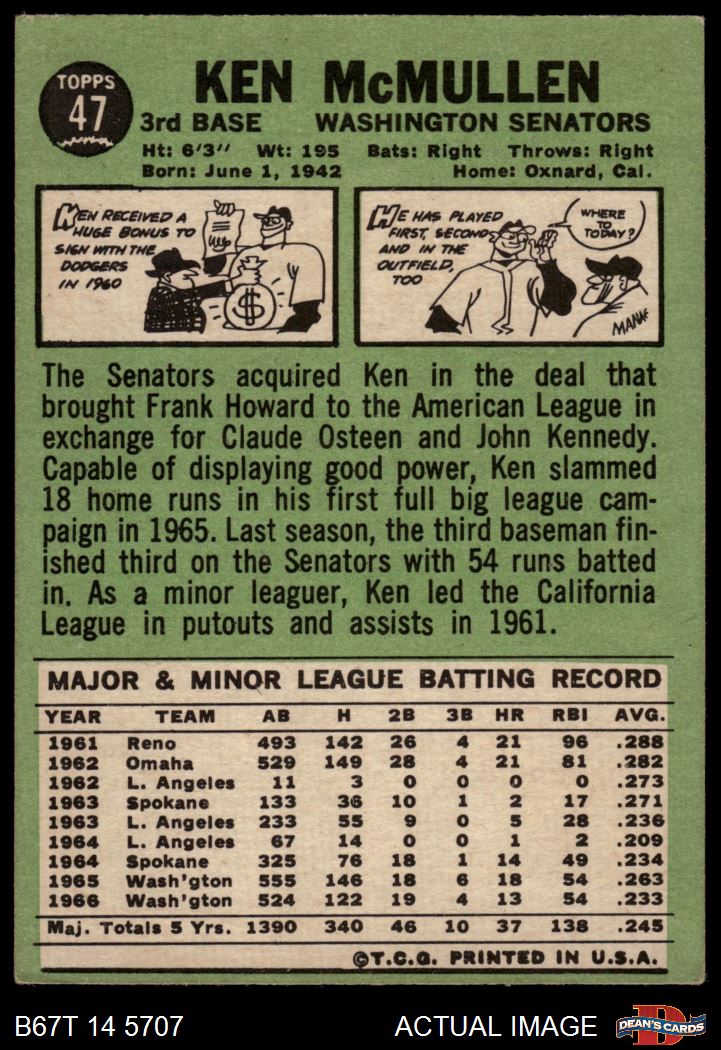 TOPPS
47
KEN McMULLEN
3rd BASE WASHINGTON SENATORS
Ht: 6'3" Wt: 195 Bats: Right Throws: Right
Born: June 1, 1942 Home: Oxnard, Cal.
KEN RECEIVED A
HUGE BONUS TO
SIGN WITH THE
DODGERS
IN 1960
$
HE HAS PLAYED
FIRST, SECOND
AND IN THE
OUTFIELD,
TOO
WHERE
TO
TODAY?
The Senators acquired Ken in the deal that
brought Frank Howard to the American League in
exchange for Claude Osteen and John Kennedy.
Capable of displaying good power, Ken slammed
18 home runs in his first full big league cam-
paign in 1965. Last season, the third baseman fin-
ished third on the Senators with 54 runs batted
in. As a minor leaguer, Ken led the California
League in putouts and assists in 1961.
MAJOR & MINOR LEAGUE BATTING RECORD
YEAR TEAM AB H 2B 3B HR RBI AVG.
1961 Reno 493 142 26 4 21 96 .288
1962 Omaha 529 149 28 4 21 81 .282
1962 L. Angeles 11 3 0 0 0 0 .273
1963 Spokane 133 36 10 1 2 17 .271
1963 L. Angeles 233 55 9 0 5 28 .236
1964 L. Angeles 67 14 0 0 1 2 .209
1964 Spokane 325 76 18 1 14 49 .234
1965 Wash'gton 555 146 18 6 18 54 .263
1966 Wash'gton 524 122 19 4 13 54 .233
Maj. Totals 5 Yrs. 1390 340 46 10 37 138 .245
©T.C.G. PRINTED IN U.S.A.
B67T 14 5707 ACTUAL IMAGE
DEAN'S CARDS